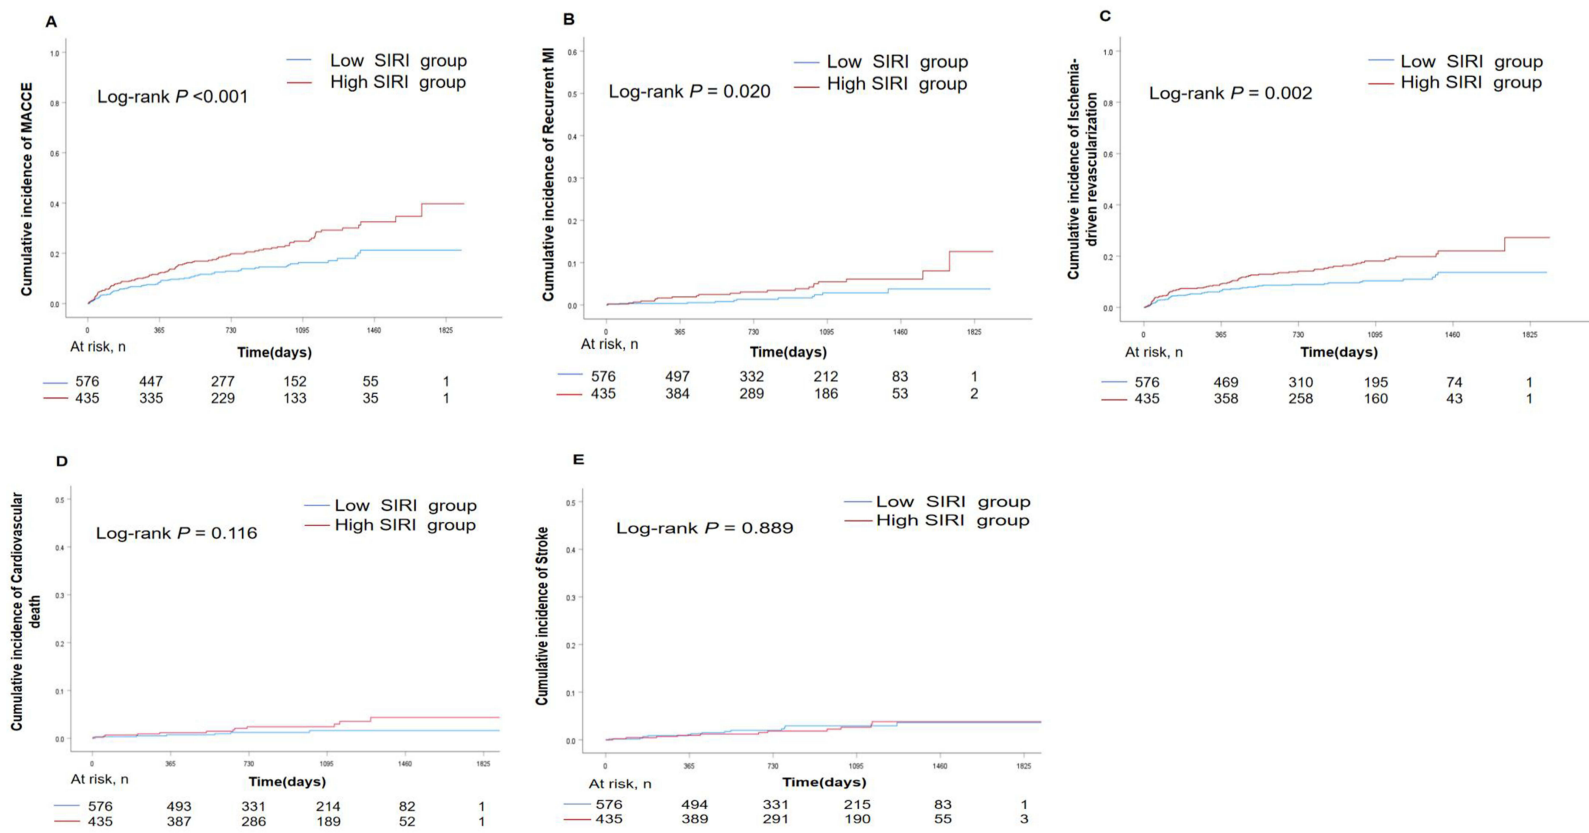 A
Cumulative incidence of MACCE
1.0
0.8
0.6
0.4
0.2
0.0
Low SIRI group
High SIRI group
Log-rank P <0.001
0 365 730 1095 1460 1825
At risk, n
Time(days)
576 447 277 152 55 1
435 335 229 133 35 1
B
Cumulative incidence of Recurrent MI
0.6
0.5
0.4
0.3
0.2
0.1
0.0
Low SIRI group
High SIRI group
Log-rank P = 0.020
0 365 730 1095 1460 1825
At risk, n
Time(days)
576 497 332 212 83 1
435 384 289 186 53 2
C
Cumulative incidence of Ischemia-
driven revascularization
1.0
0.8
0.6
0.4
0.2
0.0
Low SIRI group
High SIRI group
Log-rank P = 0.002
0 365 730 1095 1460 1825
At risk, n
Time(days)
576 469 310 195 74 1
435 358 258 160 43 1
D
Cumulative incidence of Cardiovascular
death
0.5
0.4
0.3
0.2
0.1
0.0
Low SIRI group
High SIRI group
Log-rank P = 0.116
0 365 730 1095 1460 1825
At risk, n
Time(days)
576 493 331 214 82 1
435 387 286 189 52 1
E
Cumulative incidence of Stroke
0.5
0.4
0.3
0.2
0.1
0.0
Low SIRI group
High SIRI group
Log-rank P = 0.889
0 365 730 1095 1460 1825
At risk, n
Time(days)
576 494 331 215 83 1
435 389 291 190 55 3